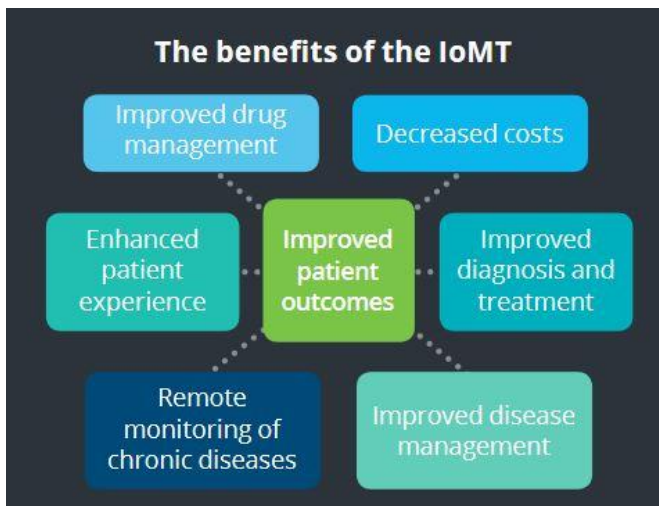 The benefits of the IoMT
Improved drug
management
Decreased costs
Enhanced
patient
experience
Improved
patient
outcomes
Improved
diagnosis and
treatment
Remote
monitoring of
chronic diseases
Improved disease
management